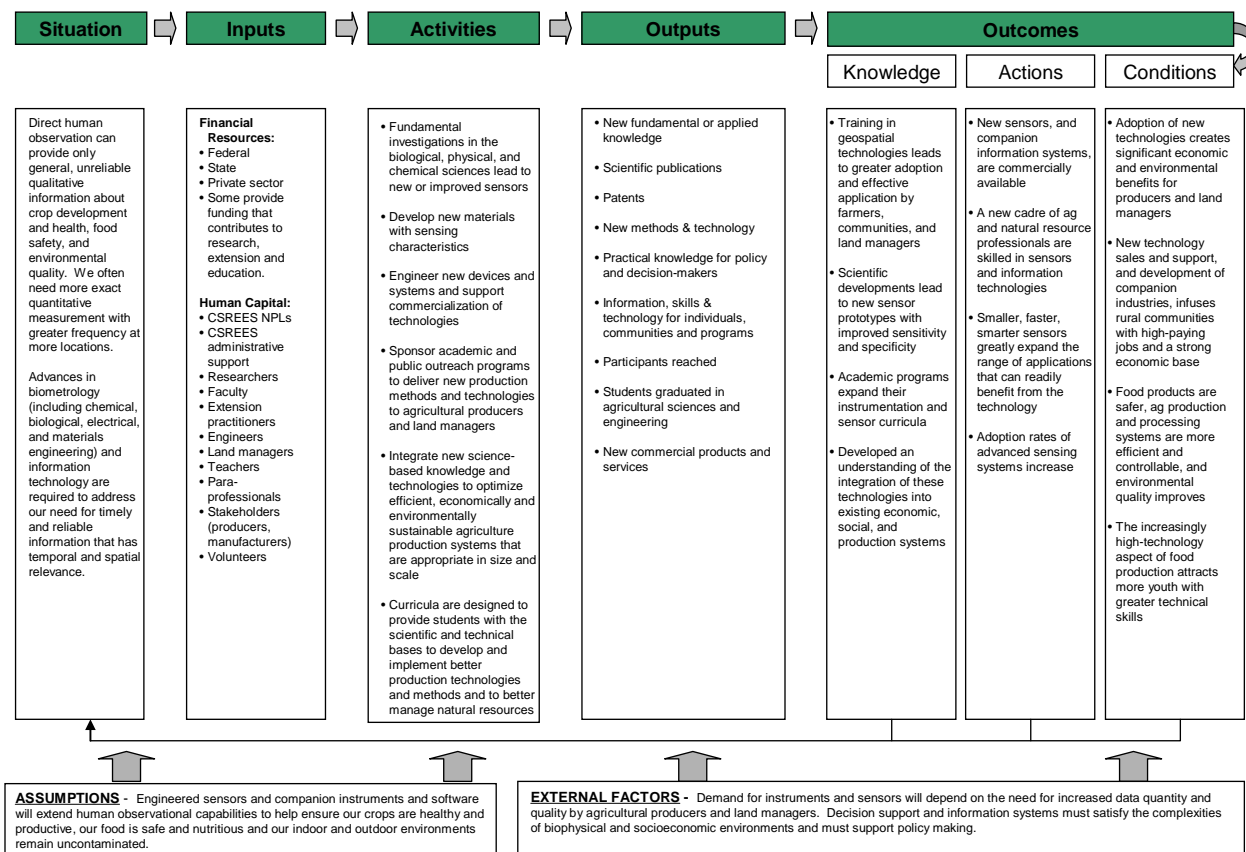 Situation
Inputs
Activities
Outputs
Outcomes
Knowledge
Actions
Conditions
Direct human
observation can
provide only
general, unreliable
qualitative
information about
crop development
and health, food
safety, and
environmental
quality. We often
need more exact
quantitative
measurement with
greater frequency at
more locations.
Advances in
biometrology
(including chemical,
biological, electrical,
and materials
engineering) and
information
technology are
required to address
our need for timely
and reliable
information that has
temporal and spatial
relevance.
Financial
Resources:
• Federal
• State
• Private sector
• Some provide
funding that
contributes to
research,
extension and
education.
Human Capital:
• CSREES NPLs
• CSREES
administrative
support
• Researchers
• Faculty
• Extension
practitioners
• Engineers
• Land managers
• Teachers
• Para-
professionals
• Stakeholders
(producers,
manufacturers)
• Volunteers
• Fundamental
investigations in the
biological, physical, and
chemical sciences lead to
new or improved sensors
• Develop new materials
with sensing
characteristics
• Engineer new devices and
systems and support
commercialization of
technologies
• Sponsor academic and
public outreach programs
to deliver new production
methods and technologies
to agricultural producers
and land managers
• Integrate new science-
based knowledge and
technologies to optimize
efficient, economically and
environmentally
sustainable agriculture
production systems that
are appropriate in size and
scale
• Curricula are designed to
provide students with the
scientific and technical
bases to develop and
implement better
production technologies
and methods and to better
manage natural resources
• New fundamental or applied
knowledge
• Scientific publications
• Patents
• New methods & technology
• Practical knowledge for policy
and decision-makers
• Information, skills &
technology for individuals,
communities and programs
• Participants reached
• Students graduated in
agricultural sciences and
engineering
• New commercial products and
services
• Training in
geospatial
technologies leads
to greater adoption
and effective
application by
farmers,
communities, and
land managers
• Scientific
developments lead
to new sensor
prototypes with
improved sensitivity
and specificity
• Academic programs
expand their
instrumentation and
sensor curricula
• Developed an
understanding of the
integration of these
technologies into
existing economic,
social, and
production systems
• New sensors, and
companion
information systems,
are commercially
available
• A new cadre of ag
and natural resource
professionals are
skilled in sensors
and information
technologies
• Smaller, faster,
smarter sensors
greatly expand the
range of applications
that can readily
benefit from the
technology
• Adoption rates of
advanced sensing
systems increase
• Adoption of new
technologies creates
significant economic
and environmental
benefits for
producers and land
managers
• New technology
sales and support,
and development of
companion
industries, infuses
rural communities
with high-paying
jobs and a strong
economic base
• Food products are
safer, ag production
and processing
systems are more
efficient and
controllable, and
environmental
quality improves
• The increasingly
high-technology
aspect of food
production attracts
more youth with
greater technical
skills
ASSUMPTIONS - Engineered sensors and companion instruments and software
will extend human observational capabilities to help ensure our crops are healthy and
productive, our food is safe and nutritious and our indoor and outdoor environments
remain uncontaminated.
EXTERNAL FACTORS - Demand for instruments and sensors will depend on the need for increased data quantity and
quality by agricultural producers and land managers. Decision support and information systems must satisfy the complexities
of biophysical and socioeconomic environments and must support policy making.